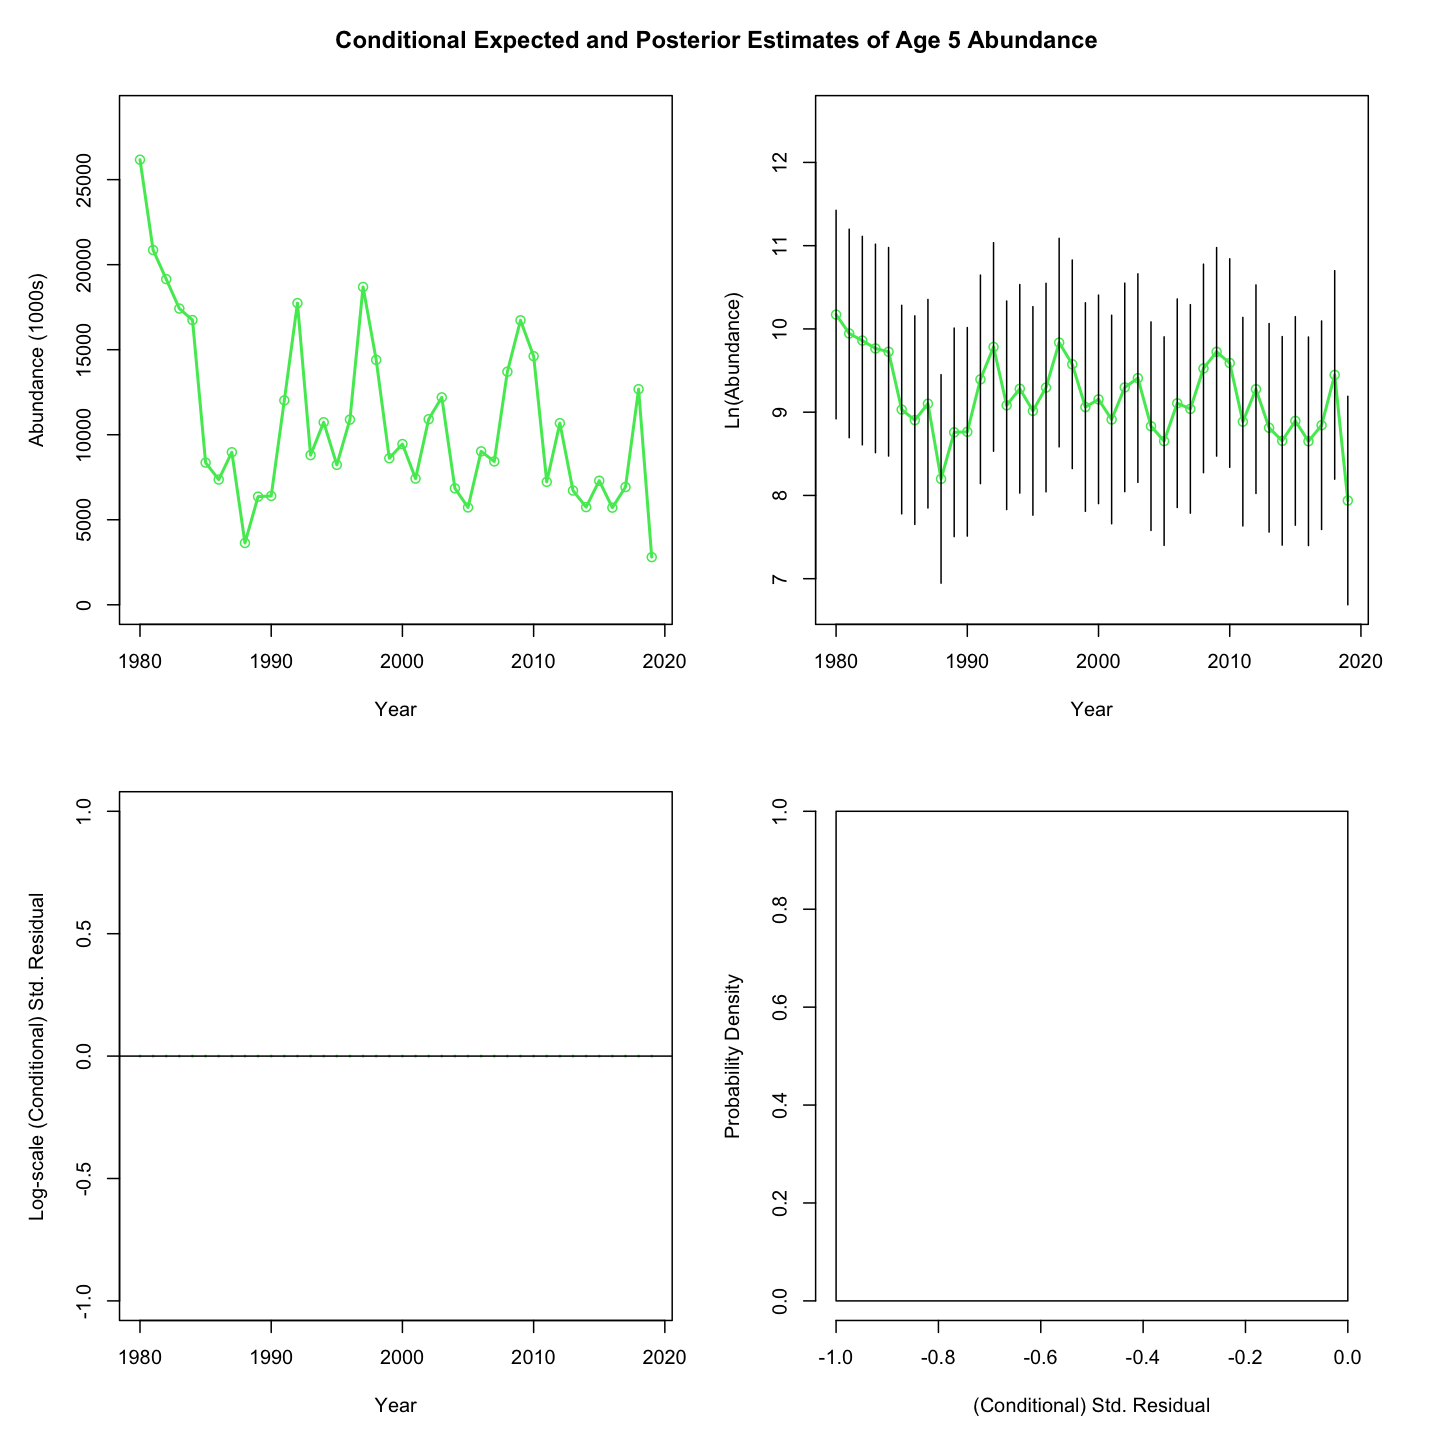 Conditional Expected and Posterior Estimates of Age 5 Abundance
Abundance (1000s)
25000
20000
15000
10000
5000
0
1980 1990 2000 2010 2020
Year
Ln(Abundance)
12
11
10
9
8
7
1980 1990 2000 2010 2020
Year
Log-scale (Conditional) Std. Residual
1.0
0.5
0.0
-0.5
-1.0
1980 1990 2000 2010 2020
Year
Probability Density
1.0
0.8
0.6
0.4
0.2
0.0
-1.0 -0.8 -0.6 -0.4 -0.2 0.0
(Conditional) Std. Residual